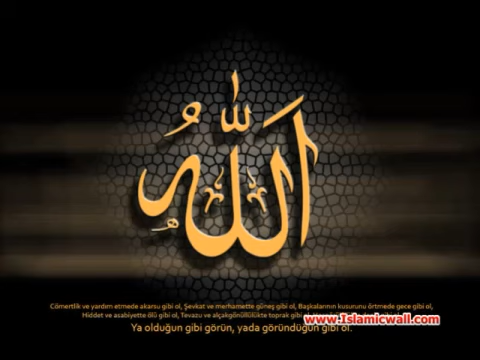 الله
Cömertlik ve yardım etmede akarsu gibi ol, Şevkat ve merhamette güneş gibi ol, Başkalarının kusurunu örtmede gece gibi ol,
Hiddet ve asabiyette ölü gibi ol, Tevazu ve alçakgönüllülükte toprak gibi ol,
www.Islamicwall.com
Ya olduğun gibi görün, yada göründüğün gibi ol.